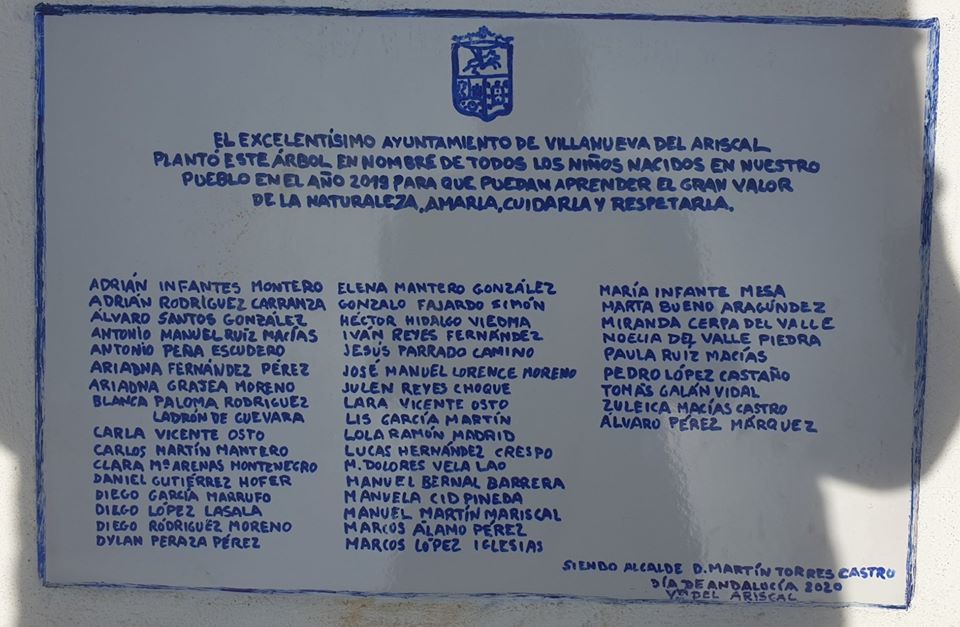 EL EXCELENTÍSIMO AYUNTAMIENTO DE VILLANUEVA DEL ARISCAL
PLANTÓ ESTE ÁRBOL EN NOMBRE DE TODOS LOS NIÑOS NACIDOS EN NUESTRO
PUEBLO EN EL AÑO 2019 PARA QUE PUEDAN APRENDER EL GRAN VALOR
DE LA NATURALEZA, AMARLA, CUIDARLA Y RESPETARLA.
ADRIÁN INFANTES MONTERO
ADRIÁN RODRÍGUEZ CARRANZA
ÁLVARO SANTOS GONZÁLEZ
ANTONIO MANUEL RUIZ MACÍAS
ANTONIO PEÑA ESCUDERO
ARIADNA FERNÁNDEZ PÉREZ
ARIADNA GRAJEA MORENO
BLANCA PALOMA RODRIGUEZ
LADRÓN DE GUEVARA
CARLA VICENTE OSTO
CARLOS MARTÍN MANTERO
CLARA Mª ARENAS MONTENEGRO
DANIEL GUTIÉRREZ HOFER
DIEGO GARCÍA MARRUFO
DIEGO LÓPEZ LASALA
DIEGO RODRIGUEZ MORENO
DYLAN PERAZA PÉREZ
ELENA MANTERO GONZÁLEZ
GONZALO FAJARDO SIMÓN
HÉCTOR HIDALGO VIEDMA
IVÁN REYES FERNÁNDEZ
JESÚS PARRADO CAMINO
JOSÉ MANUEL LORENCE MORENO
JULEN REYES CHOQUE
LARA VICENTE OSTO
LIS GARCÍA MARTÍN
LOLA RAMÓN MADRID
LUCAS HERNÁNDEZ CRESPO
M. DOLORES VELA LAO
MANUEL BERNAL BARRERA
MANUELA CID PINEDA
MANUEL MARTÍN MARISCAL
MARCOS ÁLAMO PÉREZ
MARCOS LÓPEZ IGLESIAS
MARÍA INFANTE MESA
MARTA BUENO ARAGÚNDEZ
MIRANDA CERPA DEL VALLE
NOELIA DEL VALLE PIEDRA
PAULA RUIZ MACÍAS
PEDRO LÓPEZ CASTAÑO
TOMÁS GALÁN VIDAL
ZULEICA MACÍAS CASTRO
ÁLVARO PÉREZ MÁRQUEZ
SIENDO ALCALDE D. MARTÍN TORRES CASTRO
DÍA DE ANDALUCÍA 2020
Vª DEL ARISCAL